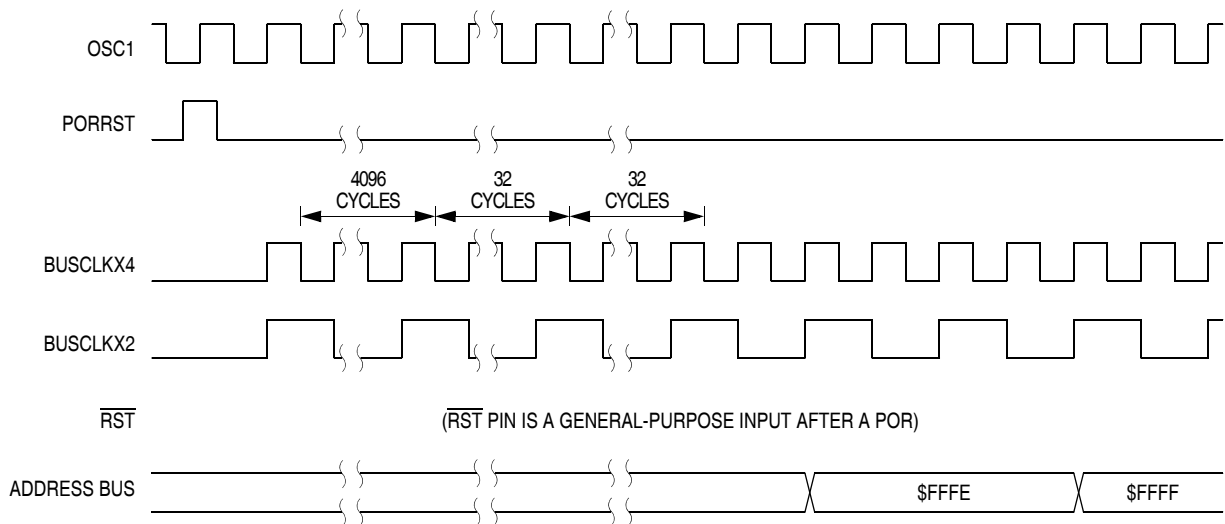 OSC1
PORRST
4096
CYCLES
32
CYCLES
32
CYCLES
BUSCLKX4
BUSCLKX2
RST
(RST PIN IS A GENERAL-PURPOSE INPUT AFTER A POR)
ADDRESS BUS
$FFFE
$FFFF